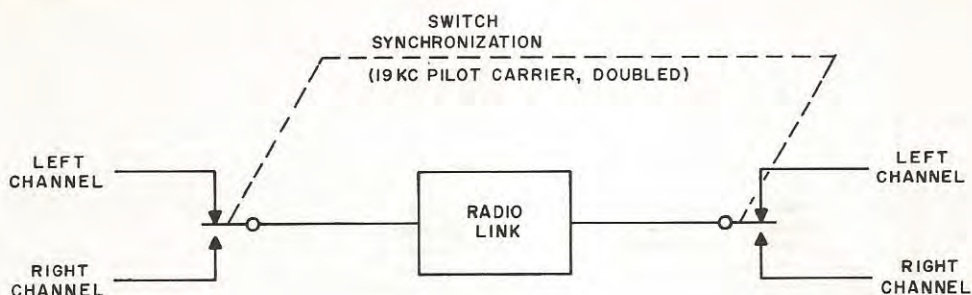 SWITCH
SYNCHRONIZATION
(19KC PILOT CARRIER, DOUBLED)
LEFT
CHANNEL
RIGHT
CHANNEL
RADIO
LINK
LEFT
CHANNEL
RIGHT
CHANNEL